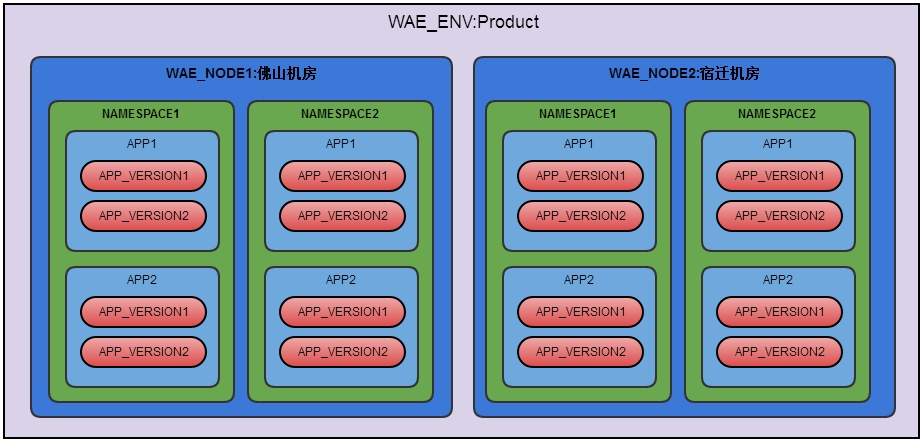 WAE_ENV:Product
WAE_NODE1:佛山机房
NAMESPACE1
APP1
APP_VERSION1
APP_VERSION2
APP2
APP_VERSION1
APP_VERSION2
NAMESPACE2
APP1
APP_VERSION1
APP_VERSION2
APP2
APP_VERSION1
APP_VERSION2
WAE_NODE2:宿迁机房
NAMESPACE1
APP1
APP_VERSION1
APP_VERSION2
APP2
APP_VERSION1
APP_VERSION2
NAMESPACE2
APP1
APP_VERSION1
APP_VERSION2
APP2
APP_VERSION1
APP_VERSION2